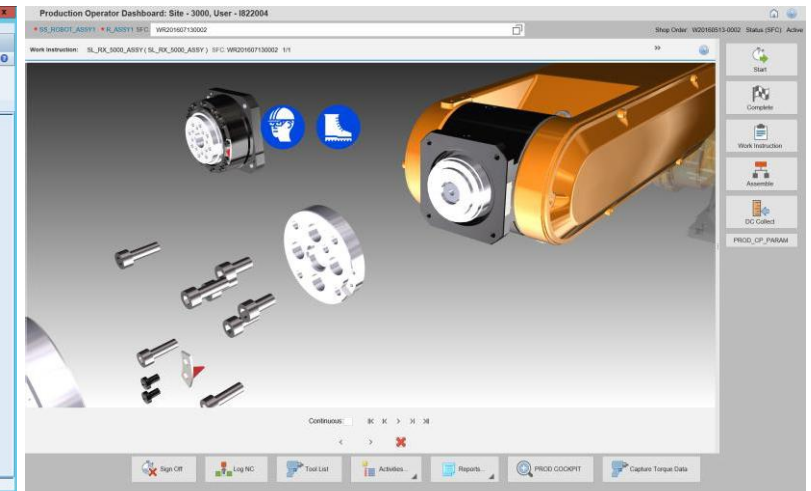 Production Operator Dashboard: Site - 3000, User - I822004
* SS_ROBOT_ASSY1 * R_ASSY1 SFC: WR201607130002
Shop Order: W20160513-0002 Status (SFC): Active
Work Instruction: SL_RX_5000_ASSY ( SL_RX_5000_ASSY ) SFC: WR201607130002 1/1
Start
Complete
Work Instruction
Assemble
DC Collect
PROD_CP_PARAM
Continuous:
Sign Off
Log NC
Tool List
Activities...
Reports...
PROD COCKPIT
Capture Torque Data